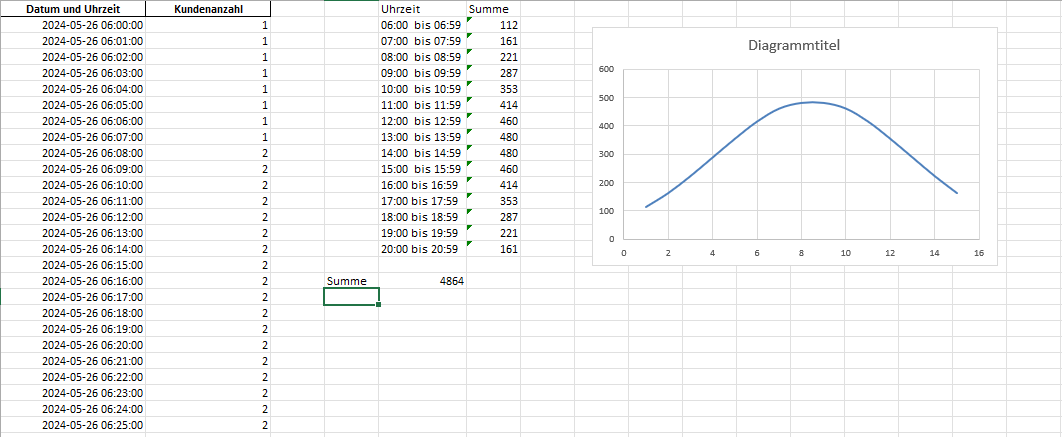 Datum und Uhrzeit Kundenanzahl Uhrzeit Summe
2024-05-26 06:00:00 1 06:00 bis 06:59 112
2024-05-26 06:01:00 1 07:00 bis 07:59 161
2024-05-26 06:02:00 1 08:00 bis 08:59 221
2024-05-26 06:03:00 1 09:00 bis 09:59 287
2024-05-26 06:04:00 1 10:00 bis 10:59 353
2024-05-26 06:05:00 1 11:00 bis 11:59 414
2024-05-26 06:06:00 1 12:00 bis 12:59 460
2024-05-26 06:07:00 1 13:00 bis 13:59 480
2024-05-26 06:08:00 2 14:00 bis 14:59 480
2024-05-26 06:09:00 2 15:00 bis 15:59 460
2024-05-26 06:10:00 2 16:00 bis 16:59 414
2024-05-26 06:11:00 2 17:00 bis 17:59 353
2024-05-26 06:12:00 2 18:00 bis 18:59 287
2024-05-26 06:13:00 2 19:00 bis 19:59 221
2024-05-26 06:14:00 2 20:00 bis 20:59 161
2024-05-26 06:15:00 2
2024-05-26 06:16:00 2 Summe 4864
2024-05-26 06:17:00 2
2024-05-26 06:18:00 2
2024-05-26 06:19:00 2
2024-05-26 06:20:00 2
2024-05-26 06:21:00 2
2024-05-26 06:22:00 2
2024-05-26 06:23:00 2
2024-05-26 06:24:00 2
2024-05-26 06:25:00 2
Diagrammtitel
600
500
400
300
200
100
0
0 2 4 6 8 10 12 14 16